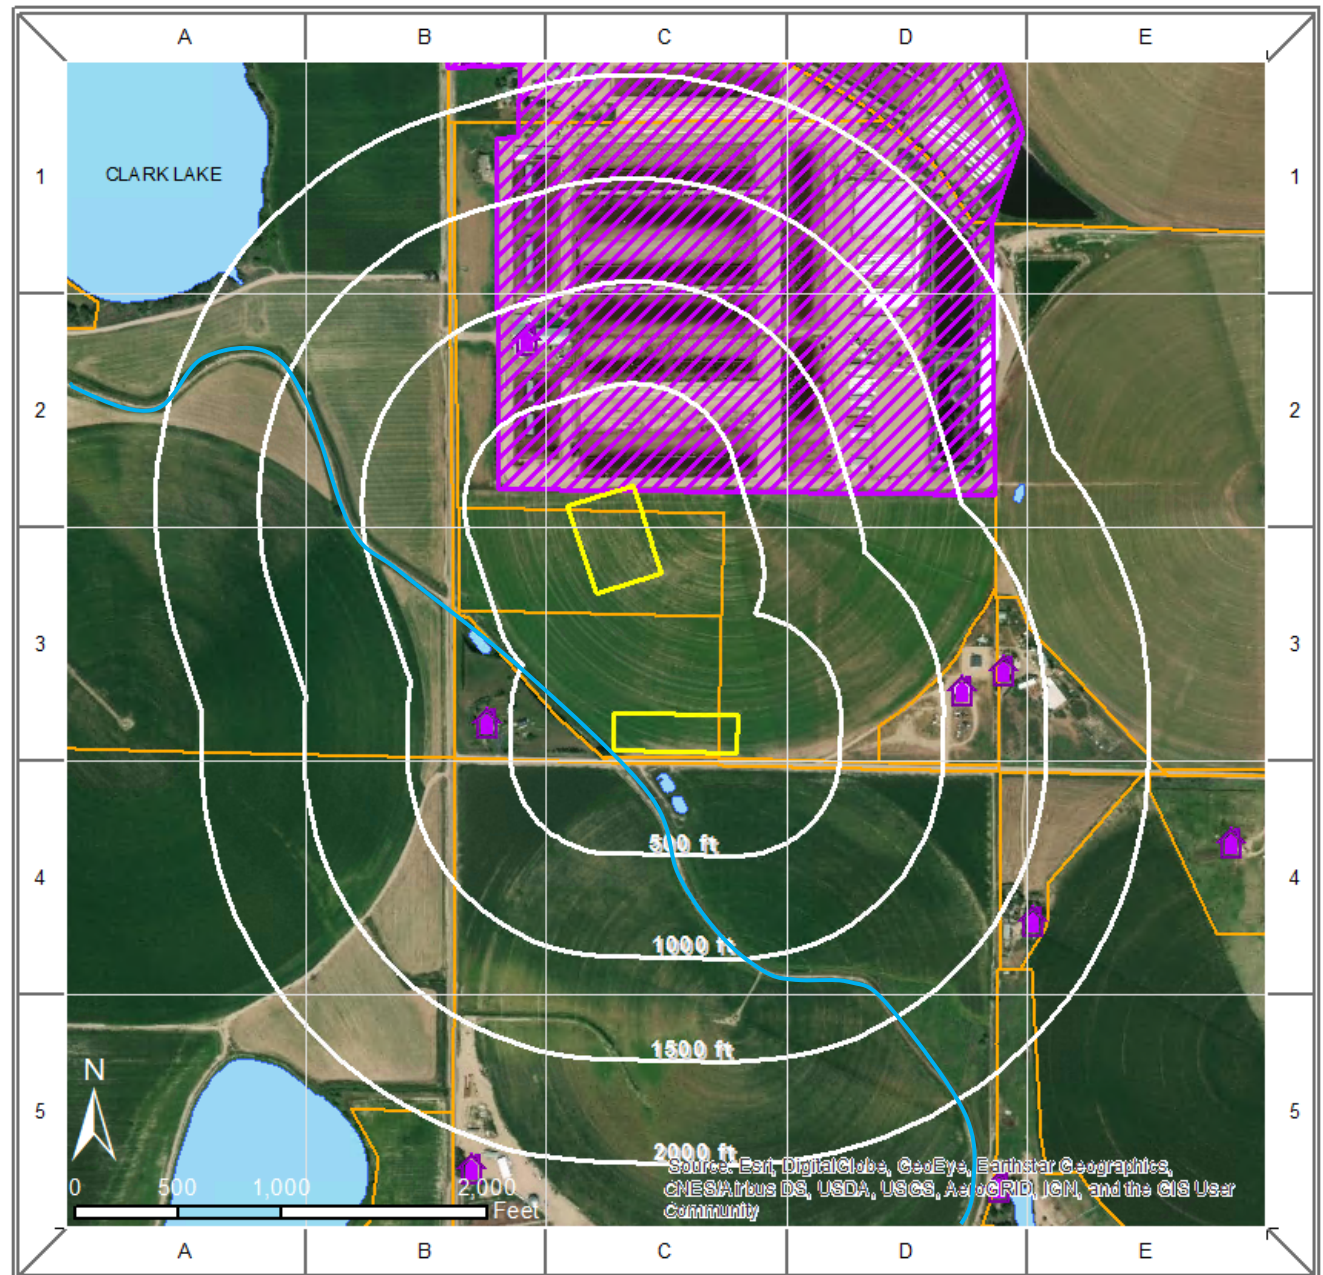 A B C D E
CLARK LAKE
1 1
2 2
3 3
500 ft
4 4
1000 ft
1500 ft
N
5 5
2000 ft
Source: Esri, DigitalGlobe, GeoEye, Earthstar Geographics,
0 500 1,000 2,000
CNES/Airbus DS, USDA, USGS, AeroGRID, IGN, and the GIS User
Feet
Community
A B C D E